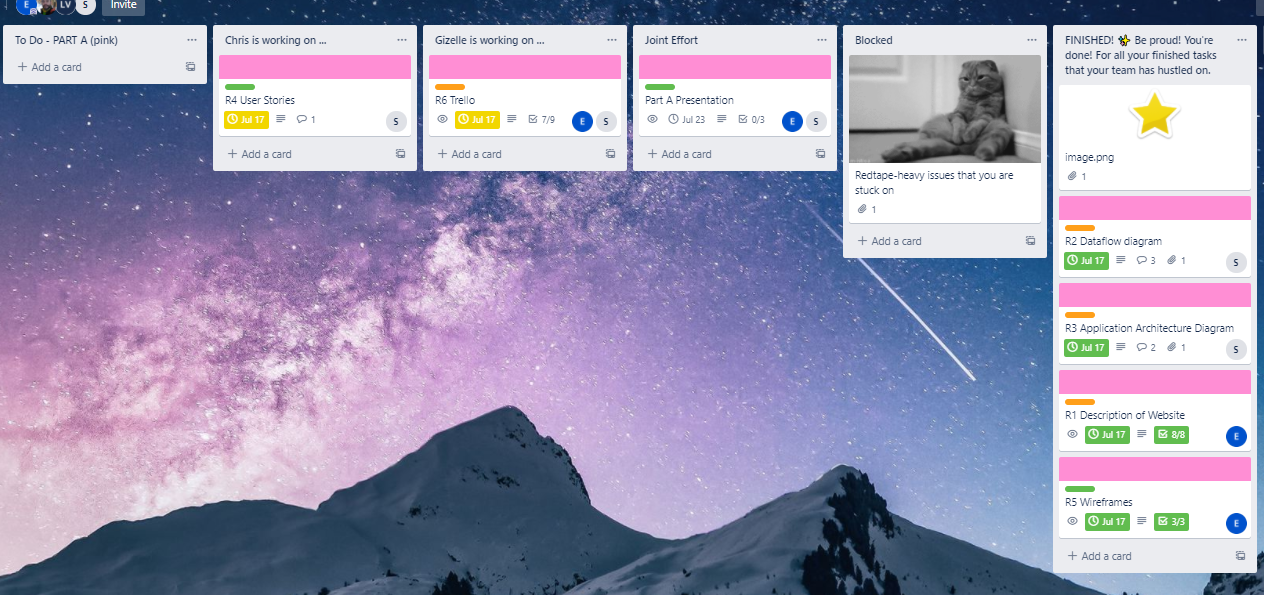 E LV S Invite
To Do - PART A (pink)
Add a card
Chris is working on ...
R4 User Stories
Jul 17 1 S
Add a card
Gizelle is working on ...
R6 Trello
Jul 17 7/9 E S
Add a card
Joint Effort
Part A Presentation
Jul 23 0/3 E S
Add a card
Blocked
Redtape-heavy issues that you are
stuck on
1
Add a card
FINISHED! ✨ Be proud! You're
done! For all your finished tasks
that your team has hustled on.
image.png
1
R2 Dataflow diagram
Jul 17 3 1 S
R3 Application Architecture Diagram
Jul 17 2 1 S
R1 Description of Website
Jul 17 8/8 E
R5 Wireframes
Jul 17 3/3 E
Add a card